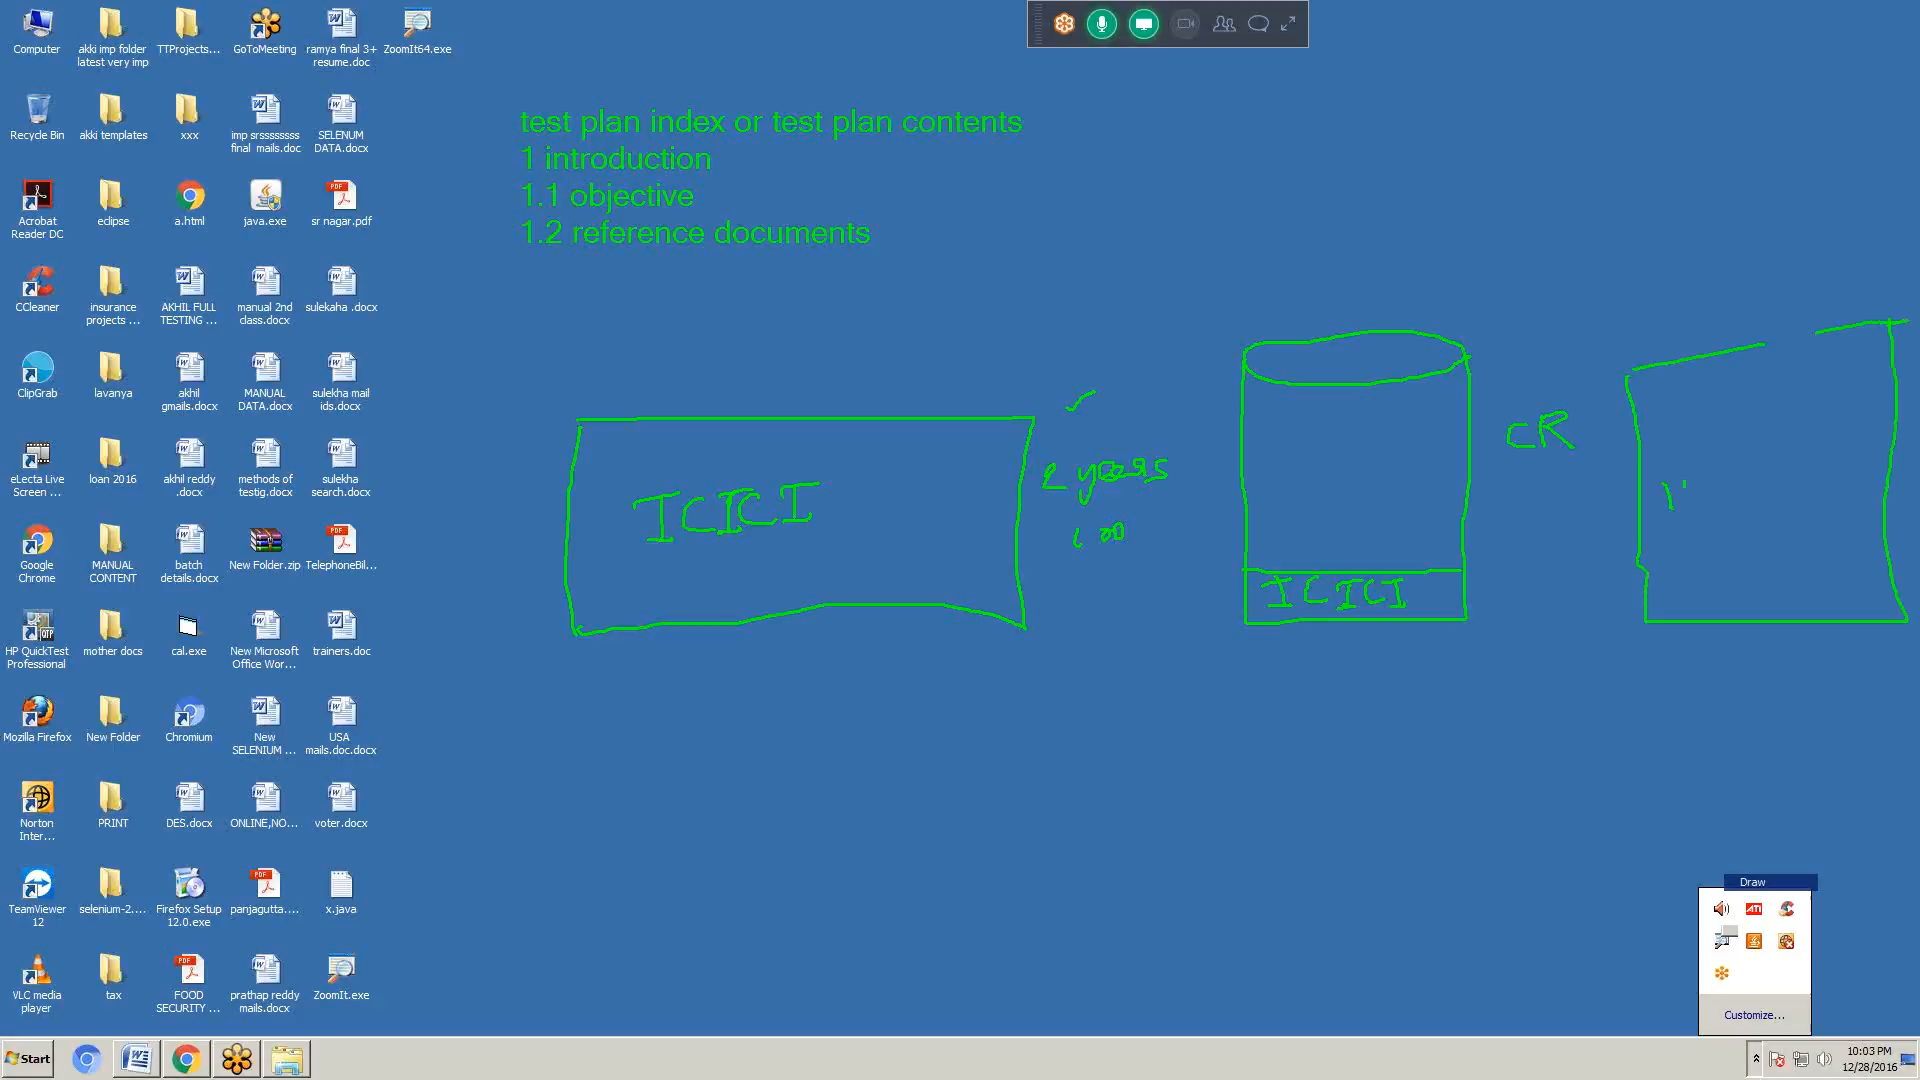 Computer
akki imp folder
latest very imp
TTProjects...
GoToMeeting
ramya final 3+
resume.doc
ZoomIt64.exe
Recycle Bin
akki templates
xxx
imp srssssssss
final mails.doc
SELENUM
DATA.docx
Acrobat
Reader DC
eclipse
a.html
java.exe
sr nagar.pdf
CCleaner
insurance
projects ...
AKHIL FULL
TESTING ...
manual 2nd
class.docx
sulekaha .docx
ClipGrab
lavanya
akhil
gmails.docx
MANUAL
DATA.docx
sulekha mail
ids.docx
eLecta Live
Screen ...
loan 2016
akhil reddy
.docx
methods of
testig.docx
sulekha
search.docx
Google
Chrome
MANUAL
CONTENT
batch
details.docx
New Folder.zip
TelephoneBil...
HP QuickTest
Professional
mother docs
cal.exe
New Microsoft
Office Wor...
trainers.doc
Mozilla Firefox
New Folder
Chromium
New
SELENIUM ...
USA
mails.doc.docx
Norton
Inter...
PRINT
DES.docx
ONLINE,NO...
voter.docx
TeamViewer
12
selenium-2....
Firefox Setup
12.0.exe
panjagutta....
x.java
VLC media
player
tax
FOOD
SECURITY ...
prathap reddy
mails.docx
ZoomIt.exe
test plan index or test plan contents
1 introduction
1.1 objective
1.2 reference documents
ICICI
2 years
ICICI
CR
Draw
ATI
Customize...
Start
10:03 PM
12/28/2016